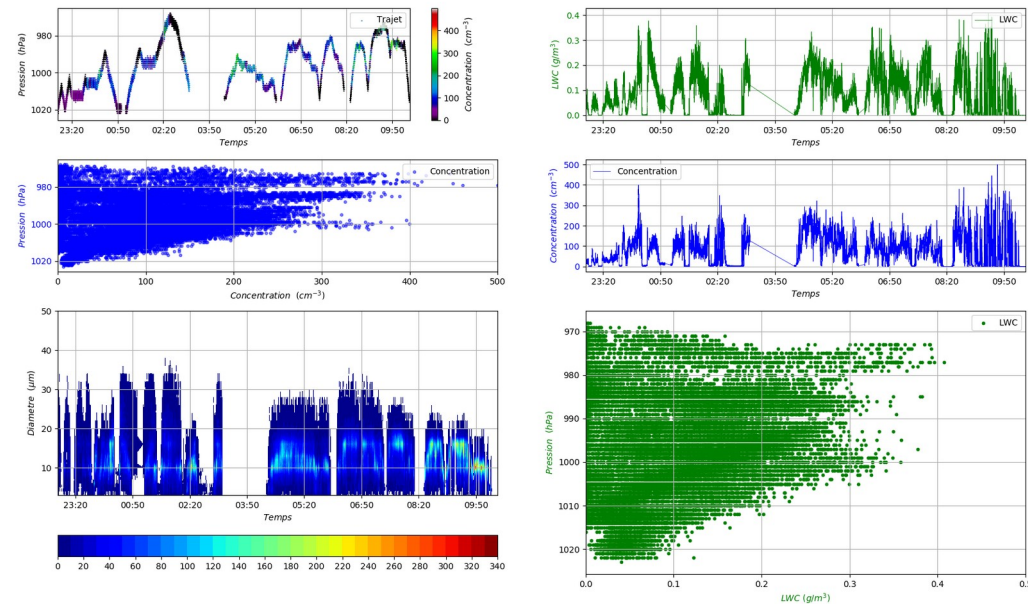 980
1000
1020
Pression (hPa)
Trajet
23:20 00:50 02:20 03:50 05:20 06:50 08:20 09:50
Temps
400
300
200
100
0
Concentration (cm⁻³)
0.4
0.3
0.2
0.1
0.0
LWC (g/m³)
LWC
23:20 00:50 02:20 03:50 05:20 06:50 08:20 09:50
Temps
980
1000
1020
Pression (hPa)
Concentration
0 100 200 300 400 500
Concentration (cm⁻³)
500
400
300
200
100
0
Concentration (cm⁻³)
Concentration
23:20 00:50 02:20 03:50 05:20 06:50 08:20 09:50
Temps
50
40
30
20
10
Diametre (μm)
23:20 00:50 02:20 03:50 05:20 06:50 08:20 09:50
Temps
0 20 40 60 80 100 120 140 160 180 200 220 240 260 280 300 320 340
970
980
990
1000
1010
1020
Pression (hPa)
LWC
0.0 0.1 0.2 0.3 0.4 0.5
LWC (g/m³)